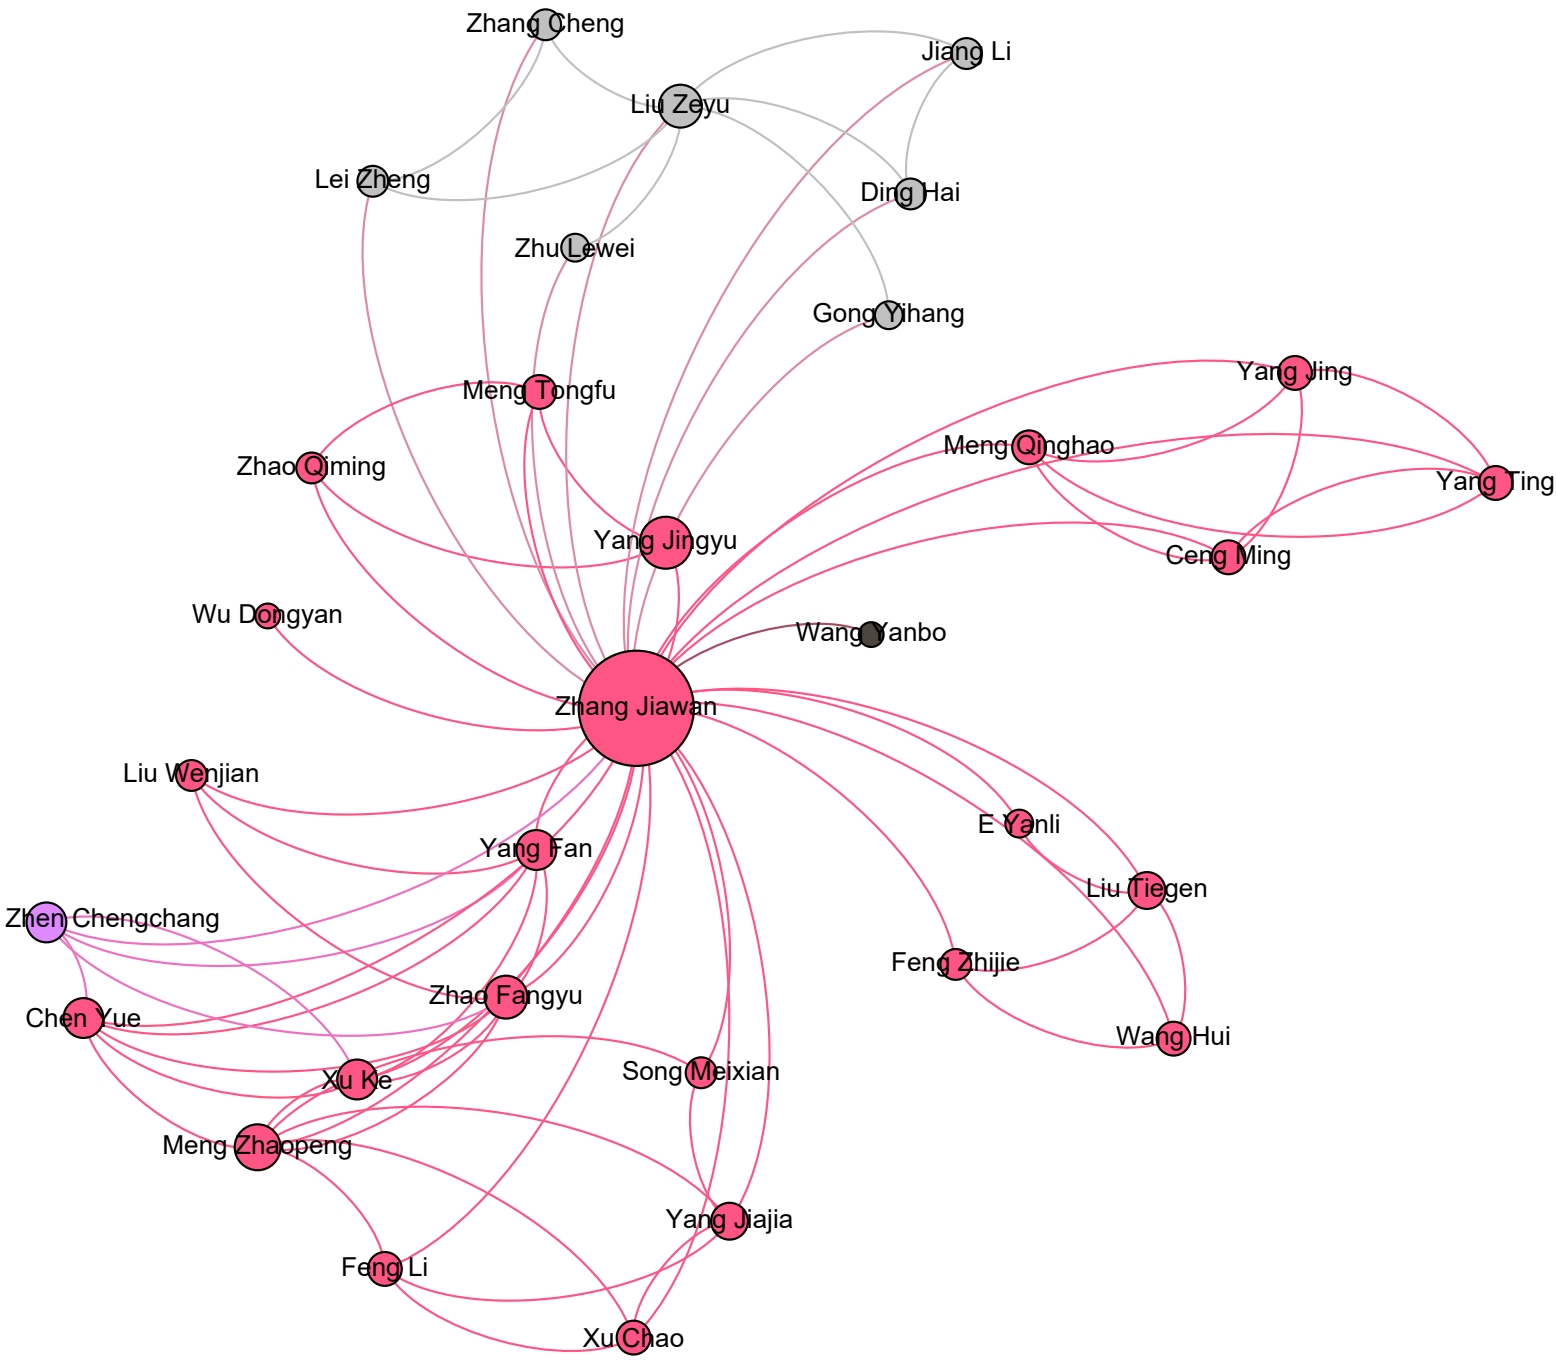 Zhang Cheng
Jiang Li
Liu Zeyu
Lei Zheng
Ding Hai
Zhu Lewei
Gong Yihang
Yang Jing
Meng Tongfu
Meng Qinghao
Zhao Qiming
Yang Ting
Yang Jingyu
Ceng Ming
Wu Dongyan
Wang Yanbo
Zhang Jiawan
Liu Wenjian
E Yanli
Yang Fan
Liu Tiegen
Zhen Chengchang
Feng Zhijie
Zhao Fangyu
Chen Yue
Wang Hui
Song Meixian
Xu Ke
Meng Zhaopeng
Yang Jiajia
Feng Li
Xu Chao